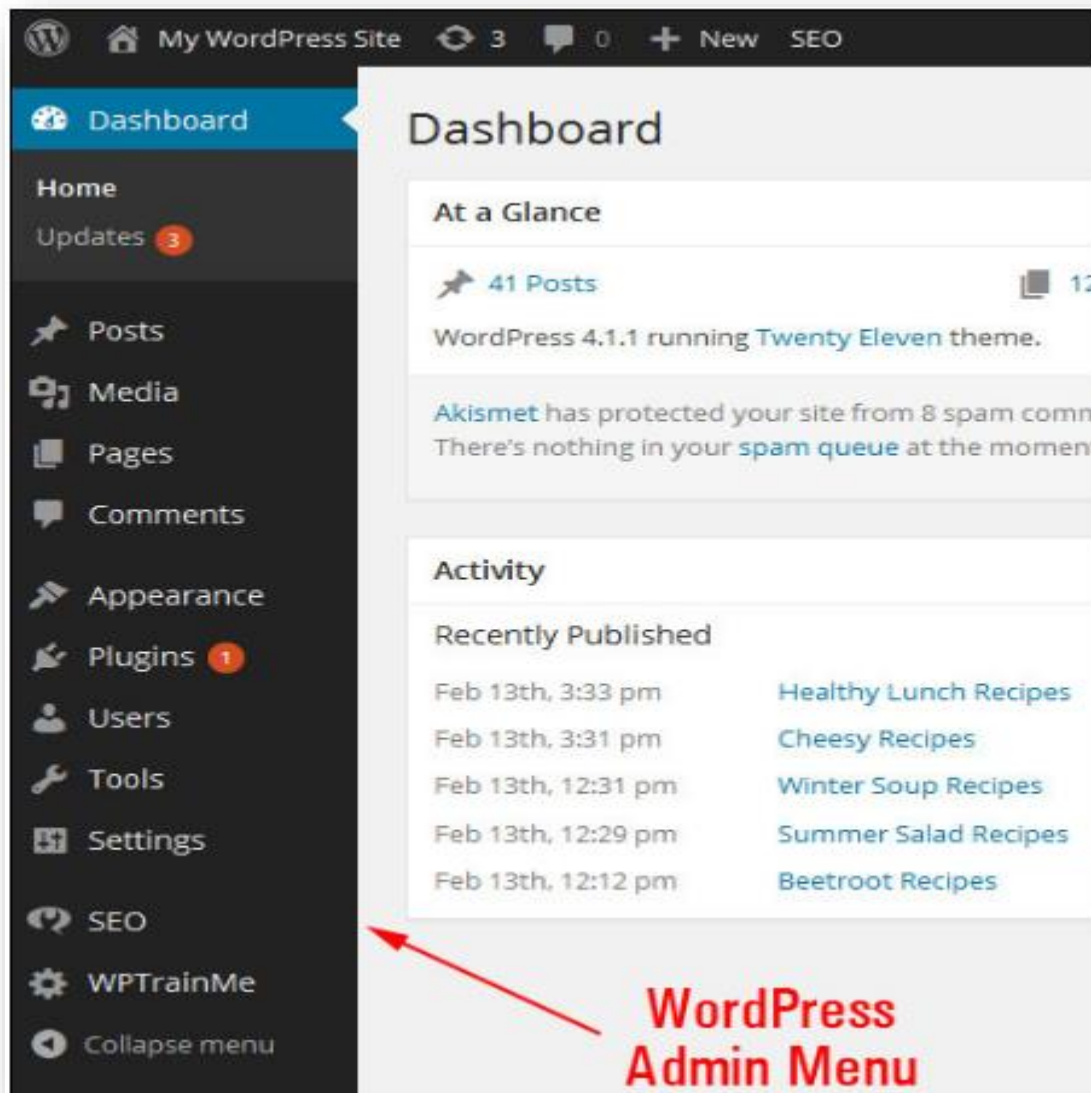 My WordPress Site 3 0 + New SEO
Dashboard
Home
Updates 3
Posts
Media
Pages
Comments
Appearance
Plugins 1
Users
Tools
Settings
SEO
WPTrainMe
Collapse menu
Dashboard
At a Glance
41 Posts 12
WordPress 4.1.1 running Twenty Eleven theme.
Akismet has protected your site from 8 spam comm
There's nothing in your spam queue at the momen
Activity
Recently Published
Feb 13th, 3:33 pm Healthy Lunch Recipes
Feb 13th, 3:31 pm Cheesy Recipes
Feb 13th, 12:31 pm Winter Soup Recipes
Feb 13th, 12:29 pm Summer Salad Recipes
Feb 13th, 12:12 pm Beetroot Recipes
WordPress
Admin Menu